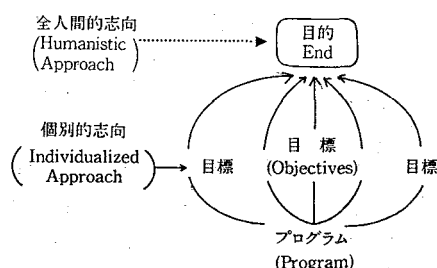 全人間的志向
(Humanistic
Approach)
目的
End
個別的志向
(Individualized
Approach)
目標
目 標
(Objectives)
目標
プログラム
(Program)